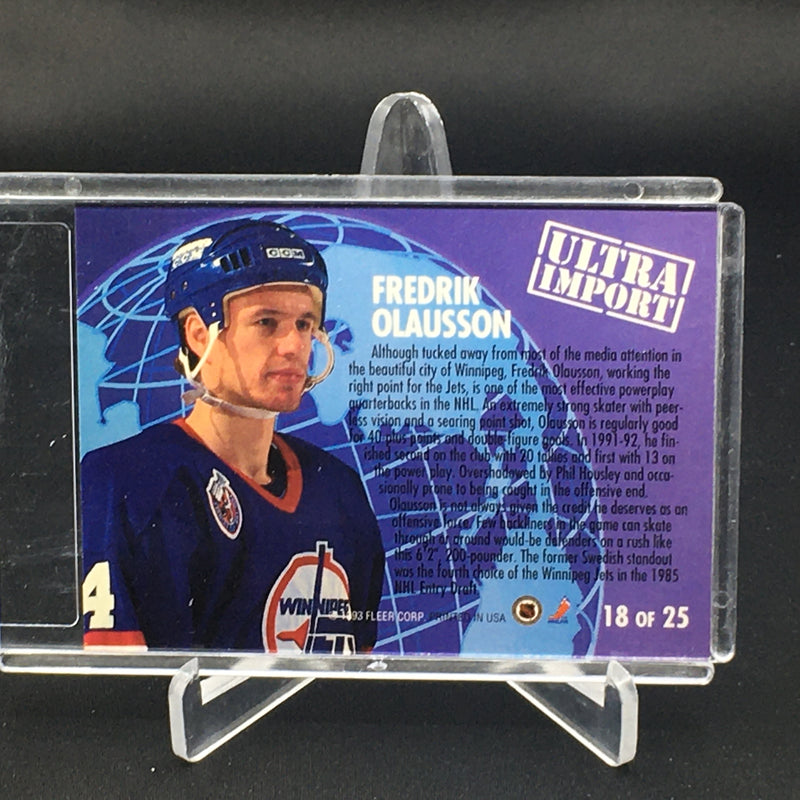 CCM
FREDRIK
OLAUSSON
ULTRA
IMPORT
Although tucked away from most of the media attention in
the beautiful city of Winnipeg, Fredrik Olausson, working the
right point for the Jets, is one of the most effective powerplay
quarterbacks in the NHL. An extremely strong skater with peer-
less vision and a searing point shot, Olausson is regularly good
for 40-plus points and double-figure goals. In 1991-92, he fin-
ished second on the club with 20 tallies and first with 13 on
the power play. Overshadowed by Phil Housley and occa-
sionally prone to being caught in the offensive end,
Olausson is not always given the credit he deserves as an
offensive force. Few backliners in the game can skate
through or around would-be defenders on a rush like
this 6'2", 200-pounder. The former Swedish standout
was the fourth choice of the Winnipeg Jets in the 1985
NHL Entry Draft.
4
WINNIPEG
JETS
© 1993 FLEER CORP. PRINTED IN USA
18 OF 25